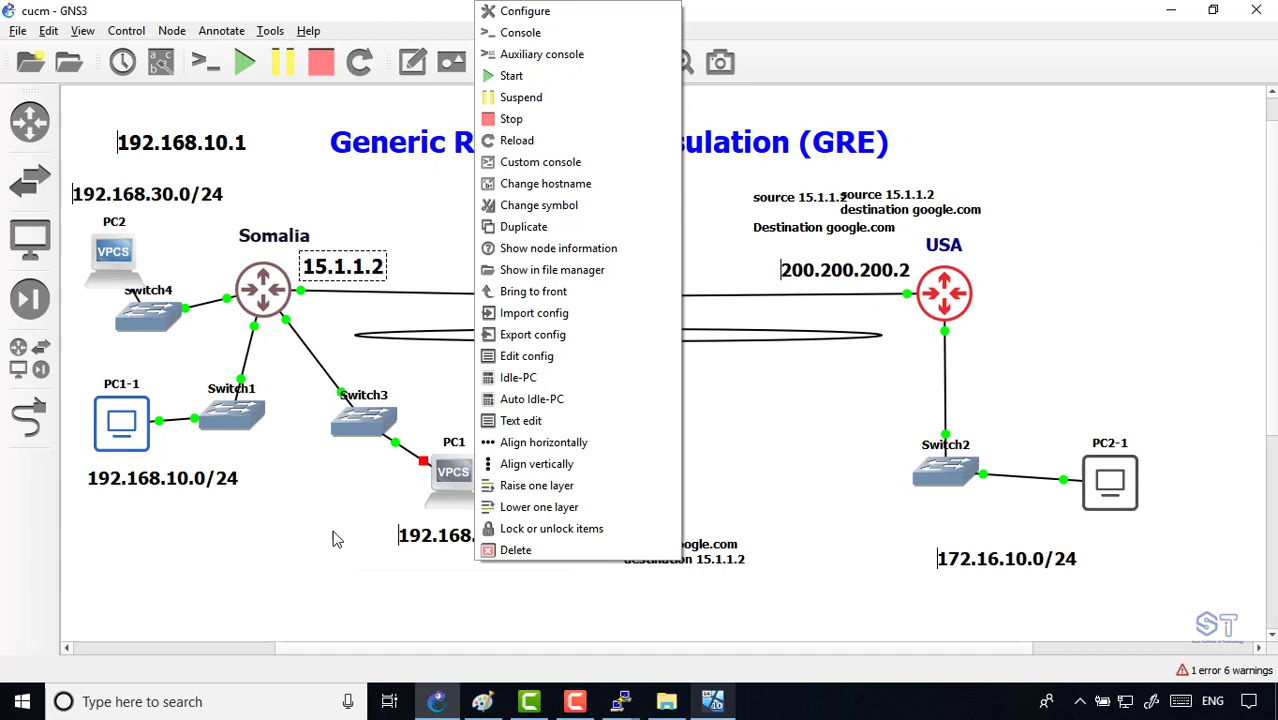 cucm - GNS3
File Edit View Control Node Annotate Tools Help
Configure
Console
Auxiliary console
Start
Suspend
Stop
Reload
Custom console
Change hostname
Change symbol
Duplicate
Show node information
Show in file manager
Bring to front
Import config
Export config
Edit config
Idle-PC
Auto Idle-PC
Text edit
Align horizontally
Align vertically
Raise one layer
Lower one layer
Lock or unlock items
Delete
192.168.10.1
Generic R sulation (GRE)
192.168.30.0/24
PC2
VPCS
Switch4
Somalia
15.1.1.2
source 15.1.1.2
Destination google.com
source 15.1.1.2
destination google.com
USA
200.200.200.2
PC1-1
Switch1
Switch3
192.168.10.0/24
PC1
VPCS
192.168.
ogle.com
destination 15.1.1.2
Switch2
PC2-1
172.16.10.0/24
ST
1 error 6 warnings
Type here to search
ENG